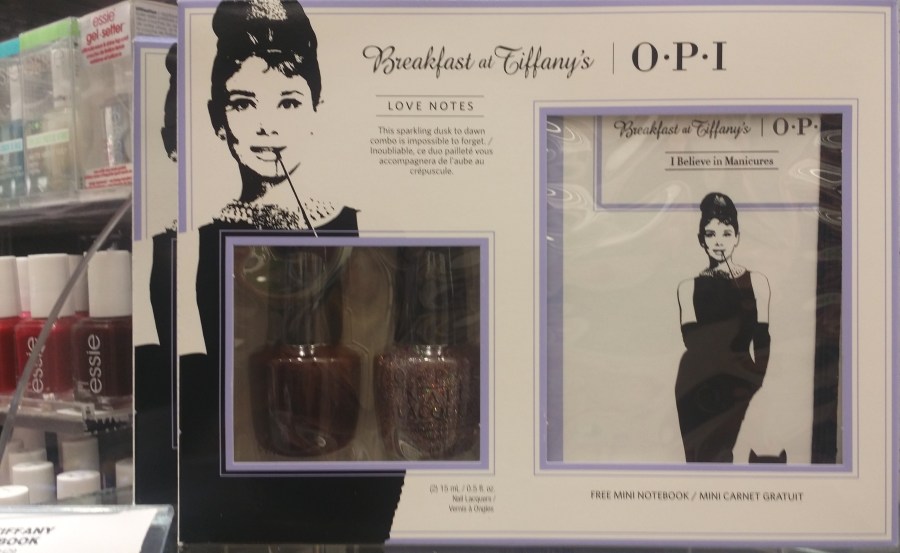 essie
gel-setter
Breakfast at Tiffany's | O·P·I
LOVE NOTES
This sparkling dusk to dawn
combo is impossible to forget. /
Inoubliable, ce duo pailleté vous
accompagnera de l'aube au
crépuscule.
Breakfast at Tiffany's | O·P·
I Believe in Manicures
essie
essie
(2) 15 mL / 0.5 fl. oz.
Nail Lacquers /
Vernis à Ongles
FREE MINI NOTEBOOK / MINI CARNET GRATUIT
TIFFANY
BOOK